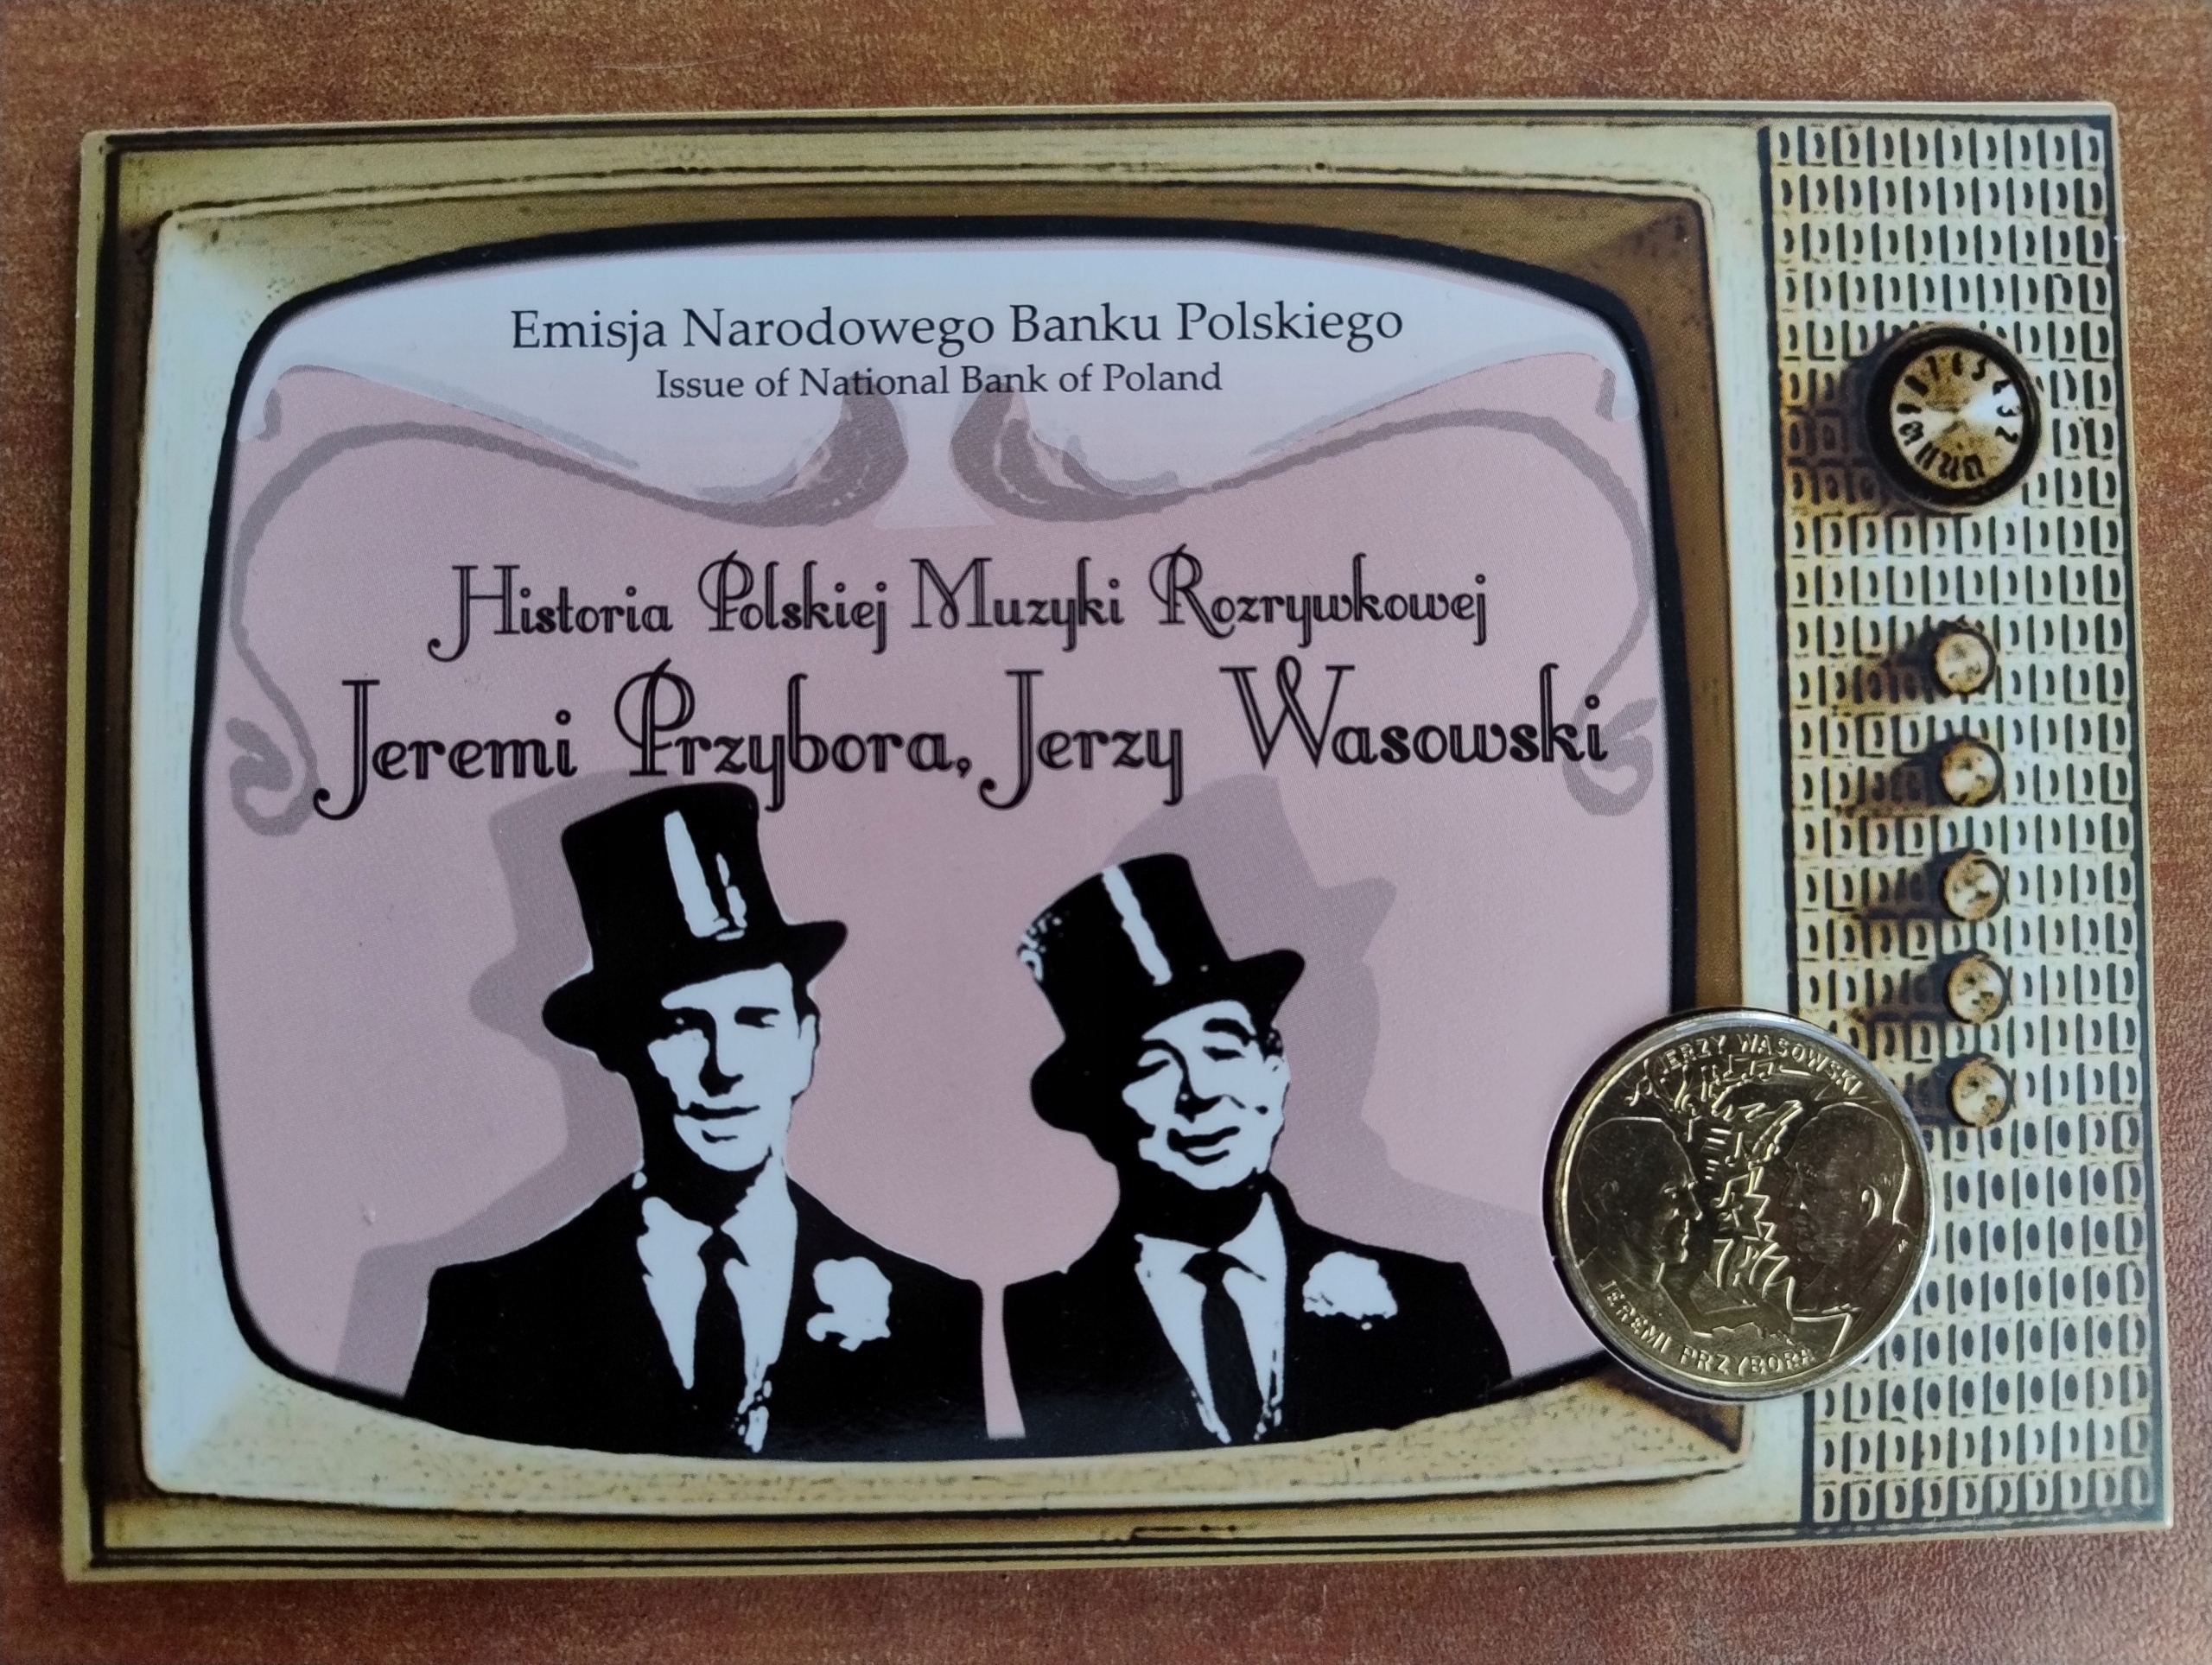 Emisja Narodowego Banku Polskiego
Issue of National Bank of Poland
Historia Polskiej Muzyki Rozrywkowej
Jeremi Przybora, Jerzy Wasowski
JERZY WASOWSKI
JEREMI PRZYBORA